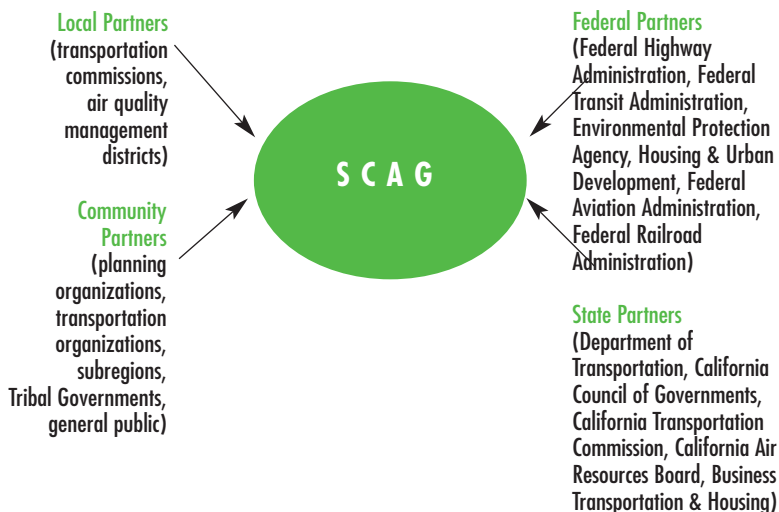 Local Partners
(transportation
commissions,
air quality
management
districts)
Community
Partners
(planning
organizations,
transportation
organizations,
subregions,
Tribal Governments,
general public)
S C A G
Federal Partners
(Federal Highway
Administration, Federal
Transit Administration,
Environmental Protection
Agency, Housing & Urban
Development, Federal
Aviation Administration,
Federal Railroad
Administration)
State Partners
(Department of
Transportation, California
Council of Governments,
California Transportation
Commission, California Air
Resources Board, Business
Transportation & Housing)